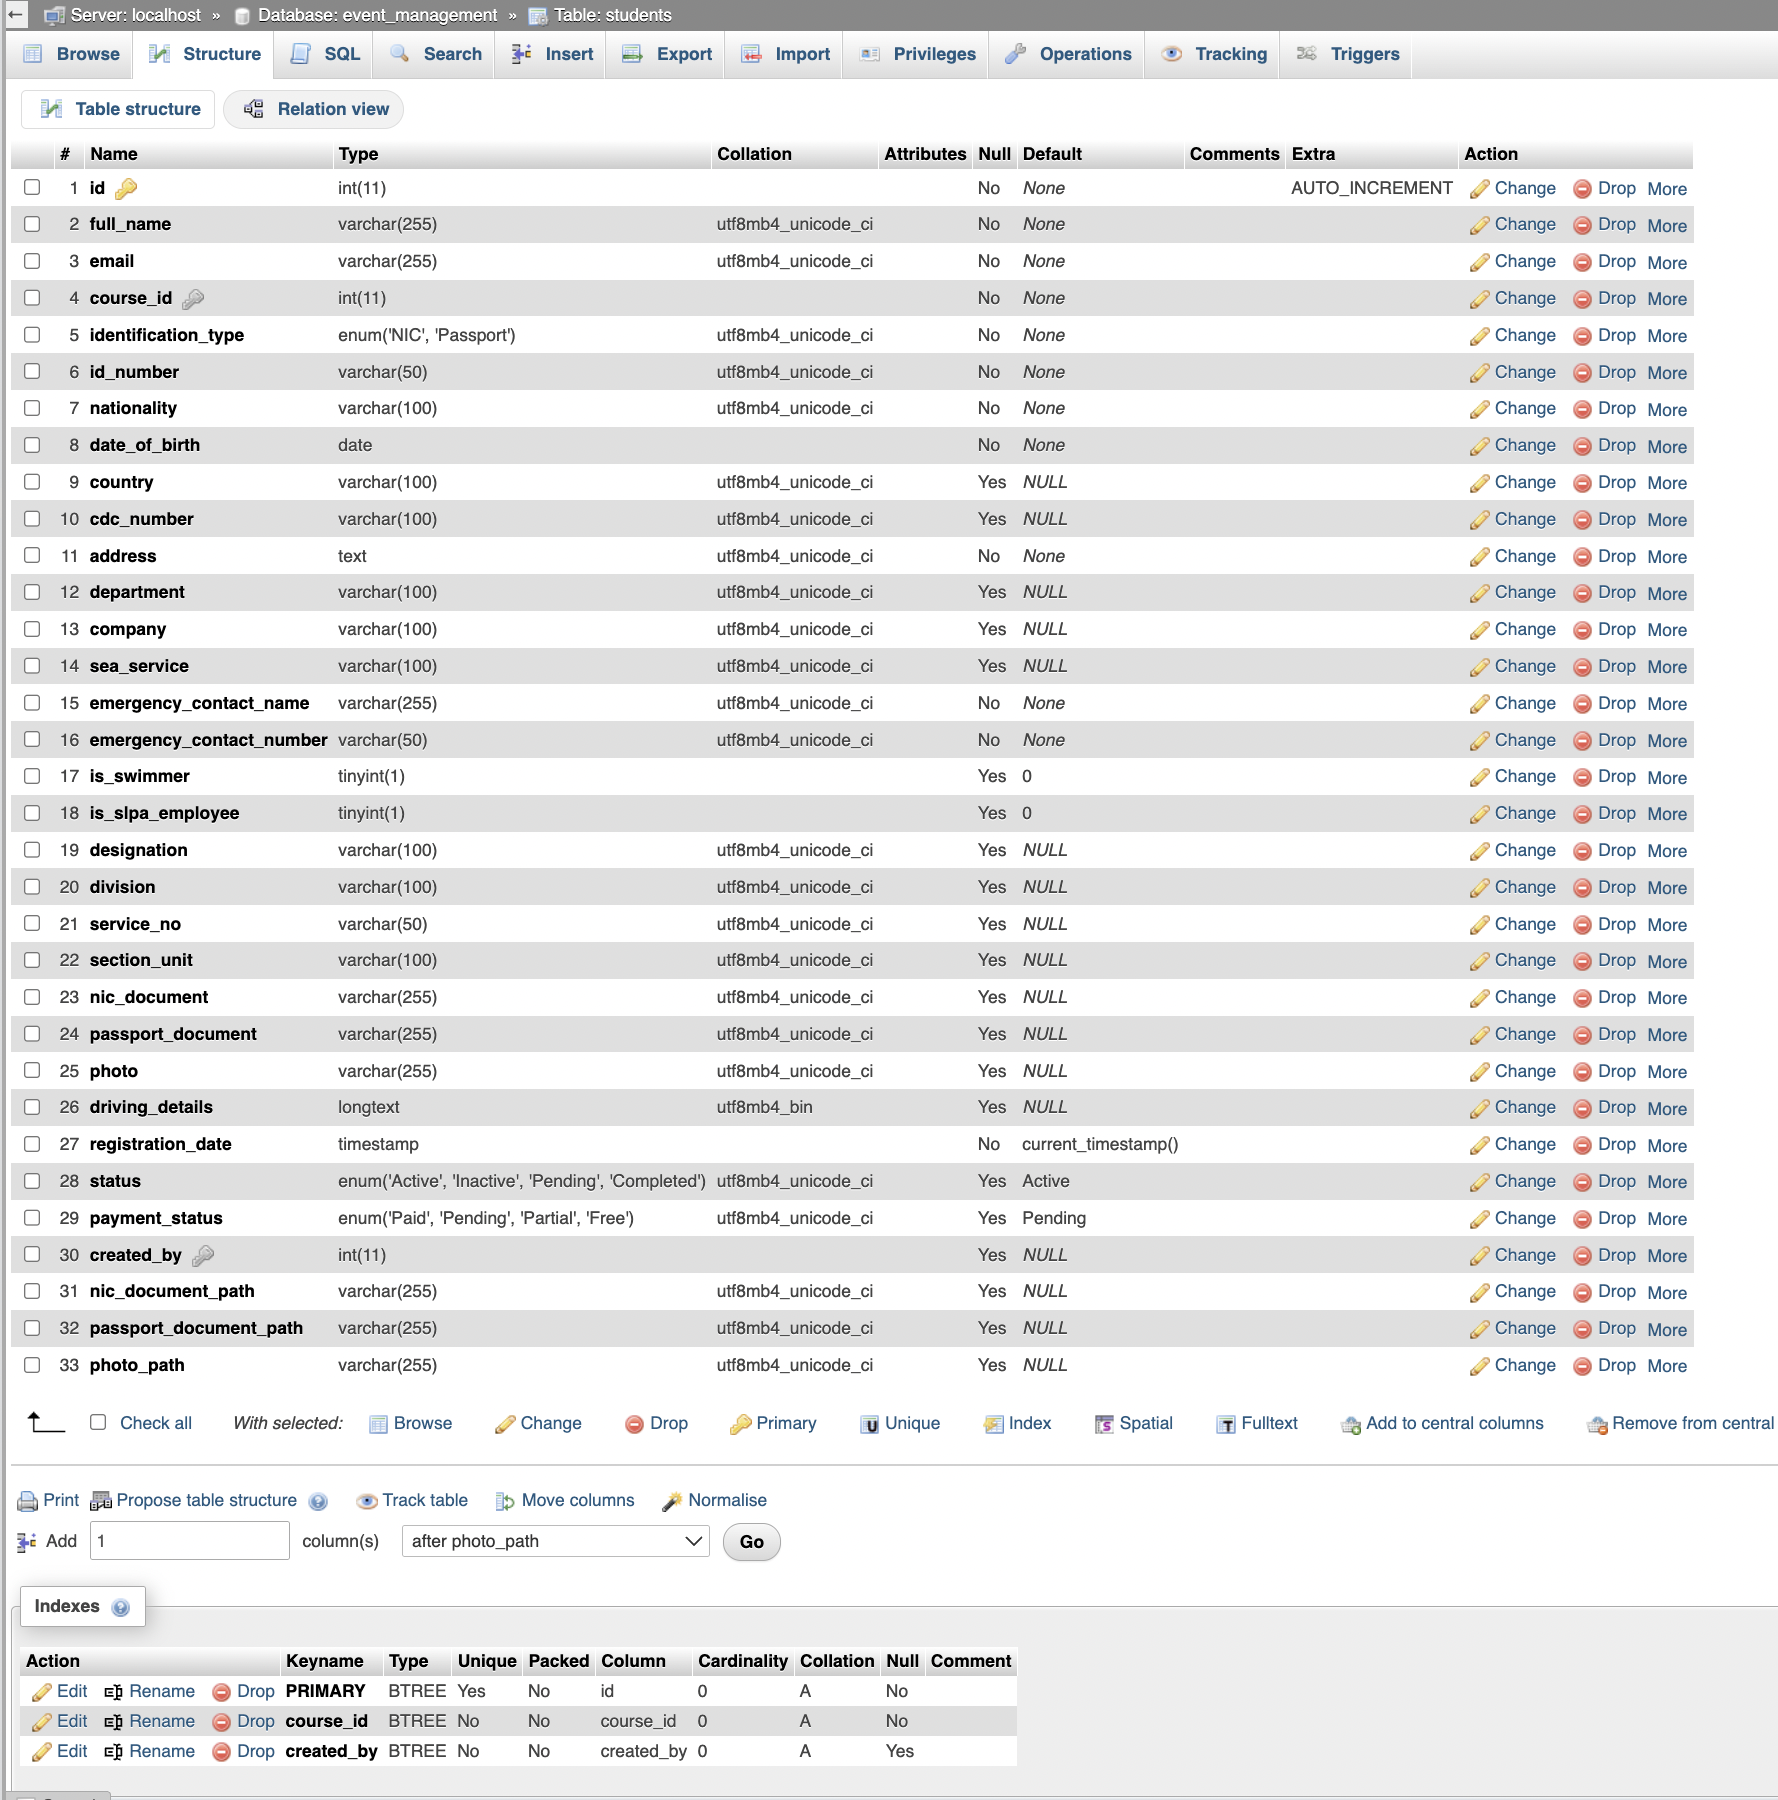 Server: localhost » Database: event_management » Table: students
Browse Structure SQL Search Insert Export Import Privileges Operations Tracking Triggers
Table structure Relation view
# Name Type Collation Attributes Null Default Comments Extra Action
1 id int(11) No None AUTO_INCREMENT Change Drop More
2 full_name varchar(255) utf8mb4_unicode_ci No None Change Drop More
3 email varchar(255) utf8mb4_unicode_ci No None Change Drop More
4 course_id int(11) No None Change Drop More
5 identification_type enum('NIC', 'Passport') utf8mb4_unicode_ci No None Change Drop More
6 id_number varchar(50) utf8mb4_unicode_ci No None Change Drop More
7 nationality varchar(100) utf8mb4_unicode_ci No None Change Drop More
8 date_of_birth date No None Change Drop More
9 country varchar(100) utf8mb4_unicode_ci Yes NULL Change Drop More
10 cdc_number varchar(100) utf8mb4_unicode_ci Yes NULL Change Drop More
11 address text utf8mb4_unicode_ci No None Change Drop More
12 department varchar(100) utf8mb4_unicode_ci Yes NULL Change Drop More
13 company varchar(100) utf8mb4_unicode_ci Yes NULL Change Drop More
14 sea_service varchar(100) utf8mb4_unicode_ci Yes NULL Change Drop More
15 emergency_contact_name varchar(255) utf8mb4_unicode_ci No None Change Drop More
16 emergency_contact_number varchar(50) utf8mb4_unicode_ci No None Change Drop More
17 is_swimmer tinyint(1) Yes 0 Change Drop More
18 is_slpa_employee tinyint(1) Yes 0 Change Drop More
19 designation varchar(100) utf8mb4_unicode_ci Yes NULL Change Drop More
20 division varchar(100) utf8mb4_unicode_ci Yes NULL Change Drop More
21 service_no varchar(50) utf8mb4_unicode_ci Yes NULL Change Drop More
22 section_unit varchar(100) utf8mb4_unicode_ci Yes NULL Change Drop More
23 nic_document varchar(255) utf8mb4_unicode_ci Yes NULL Change Drop More
24 passport_document varchar(255) utf8mb4_unicode_ci Yes NULL Change Drop More
25 photo varchar(255) utf8mb4_unicode_ci Yes NULL Change Drop More
26 driving_details longtext utf8mb4_bin Yes NULL Change Drop More
27 registration_date timestamp No current_timestamp() Change Drop More
28 status enum('Active', 'Inactive', 'Pending', 'Completed') utf8mb4_unicode_ci Yes Active Change Drop More
29 payment_status enum('Paid', 'Pending', 'Partial', 'Free') utf8mb4_unicode_ci Yes Pending Change Drop More
30 created_by int(11) Yes NULL Change Drop More
31 nic_document_path varchar(255) utf8mb4_unicode_ci Yes NULL Change Drop More
32 passport_document_path varchar(255) utf8mb4_unicode_ci Yes NULL Change Drop More
33 photo_path varchar(255) utf8mb4_unicode_ci Yes NULL Change Drop More
Check all With selected: Browse Change Drop Primary Unique Index Spatial Fulltext Add to central columns Remove from central
Print Propose table structure Track table Move columns Normalise
Add 1 column(s) after photo_path Go
Indexes
Action Keyname Type Unique Packed Column Cardinality Collation Null Comment
Edit Rename Drop PRIMARY BTREE Yes No id 0 A No
Edit Rename Drop course_id BTREE No No course_id 0 A No
Edit Rename Drop created_by BTREE No No created_by 0 A Yes